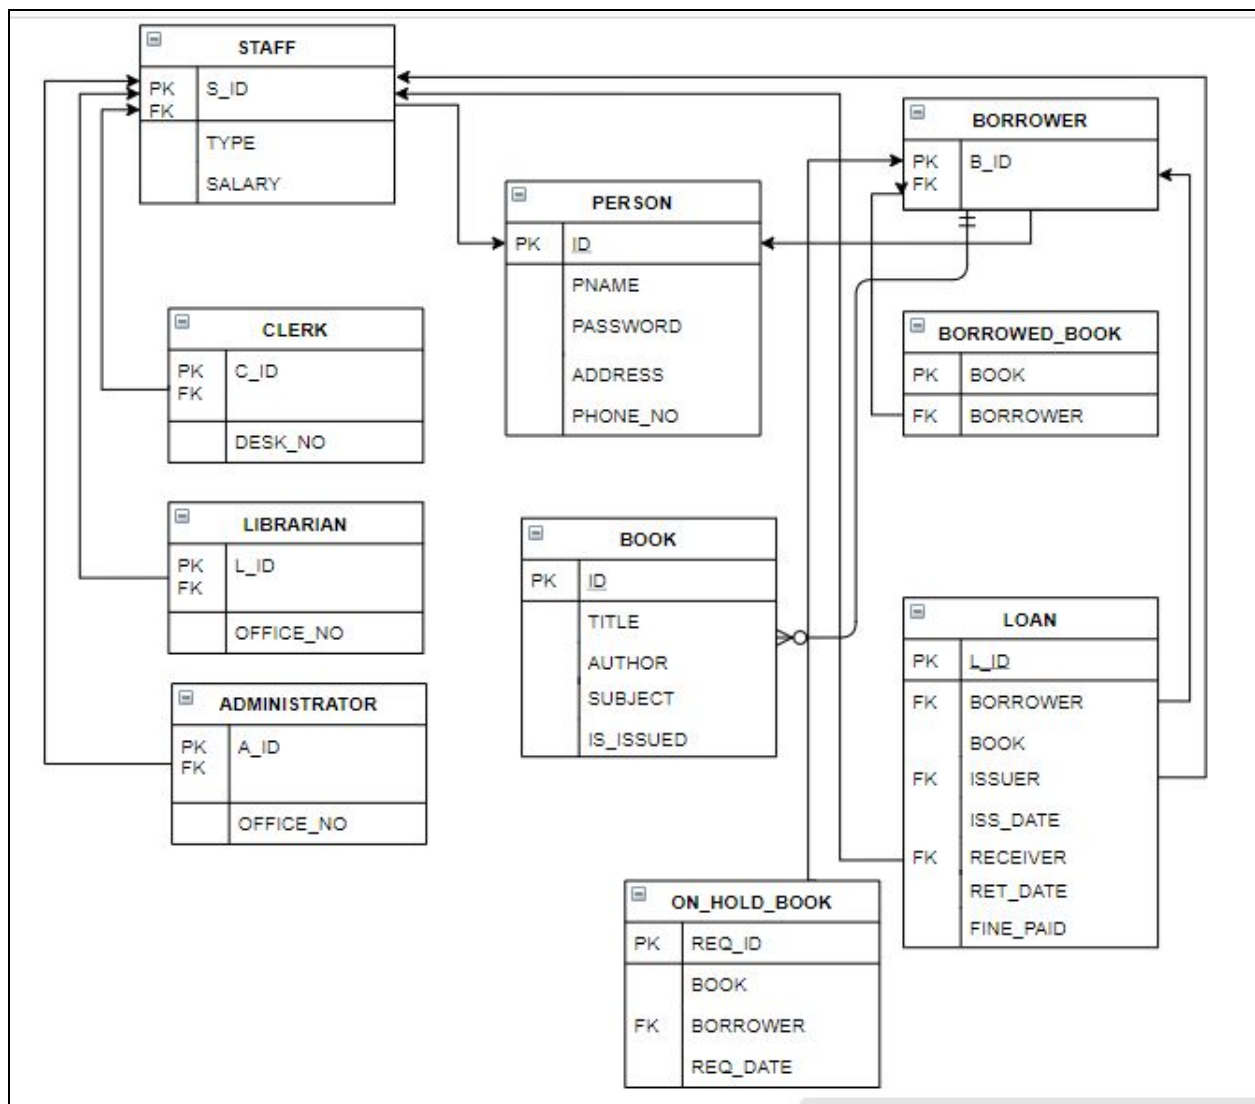 STAFF
PK S_ID
FK
TYPE
SALARY
BORROWER
PK B_ID
FK
PERSON
PK ID
PNAME
PASSWORD
ADDRESS
PHONE_NO
CLERK
PK C_ID
FK
DESK_NO
BORROWED_BOOK
PK BOOK
FK BORROWER
LIBRARIAN
PK L_ID
FK
OFFICE_NO
BOOK
PK ID
TITLE
AUTHOR
SUBJECT
IS_ISSUED
LOAN
PK L_ID
FK BORROWER
BOOK
FK ISSUER
ISS_DATE
FK RECEIVER
RET_DATE
FINE_PAID
ADMINISTRATOR
PK A_ID
FK
OFFICE_NO
ON_HOLD_BOOK
PK REQ_ID
BOOK
FK BORROWER
REQ_DATE